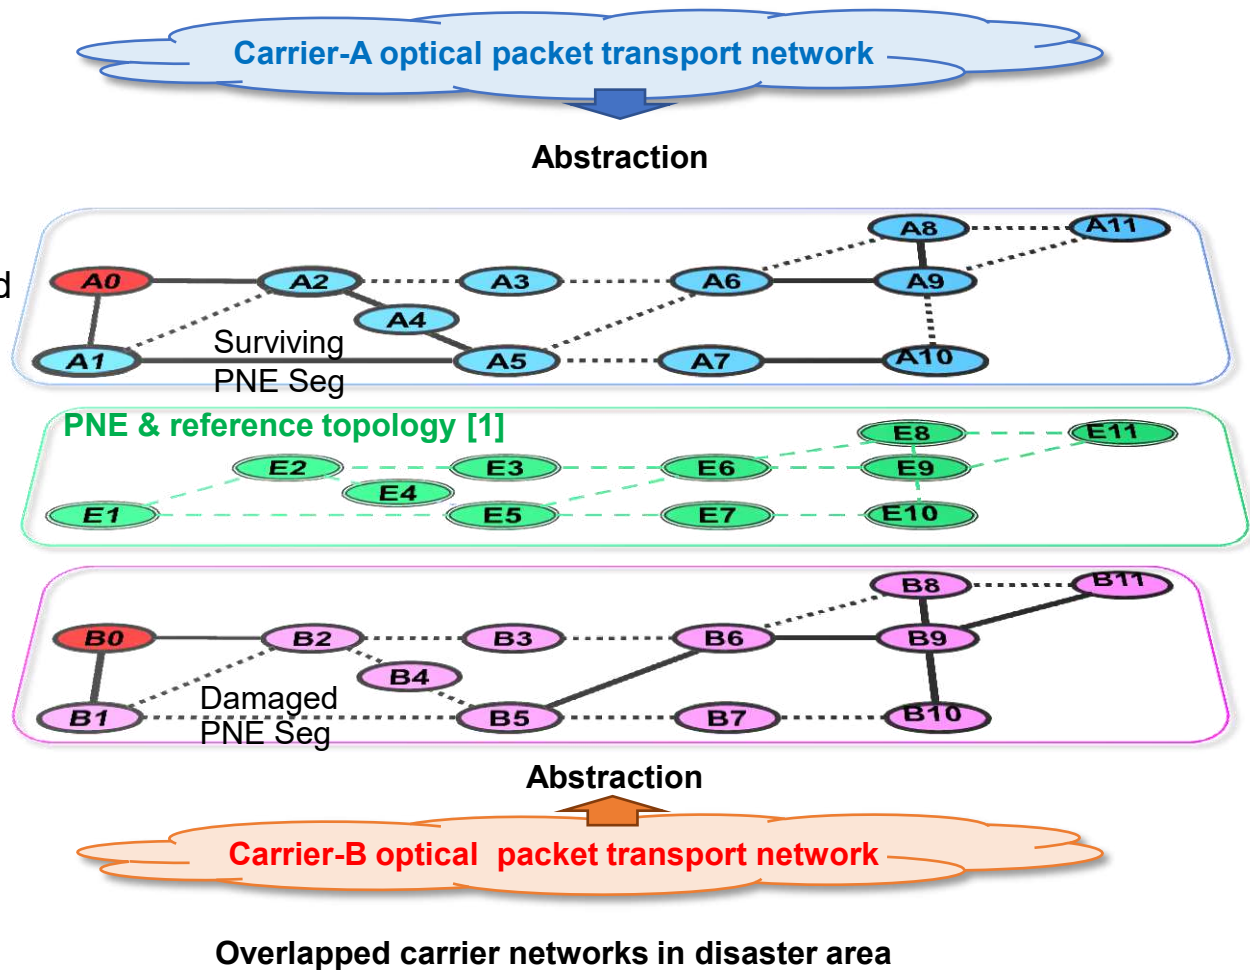 Carrier-A optical packet transport network
Abstraction
A8 A11
d
A0 A2 A3 A6 A9
A4
Surviving
A1 A5 A7 A10
PNE Seg
PNE & reference topology [1]
E8 E11
E2 E3 E6 E9
E4
E1 E5 E7 E10
B8 B11
B0 B2 B3 B6 B9
B4
Damaged
B1 B5 B7 B10
PNE Seg
Abstraction
Carrier-B optical packet transport network
Overlapped carrier networks in disaster area